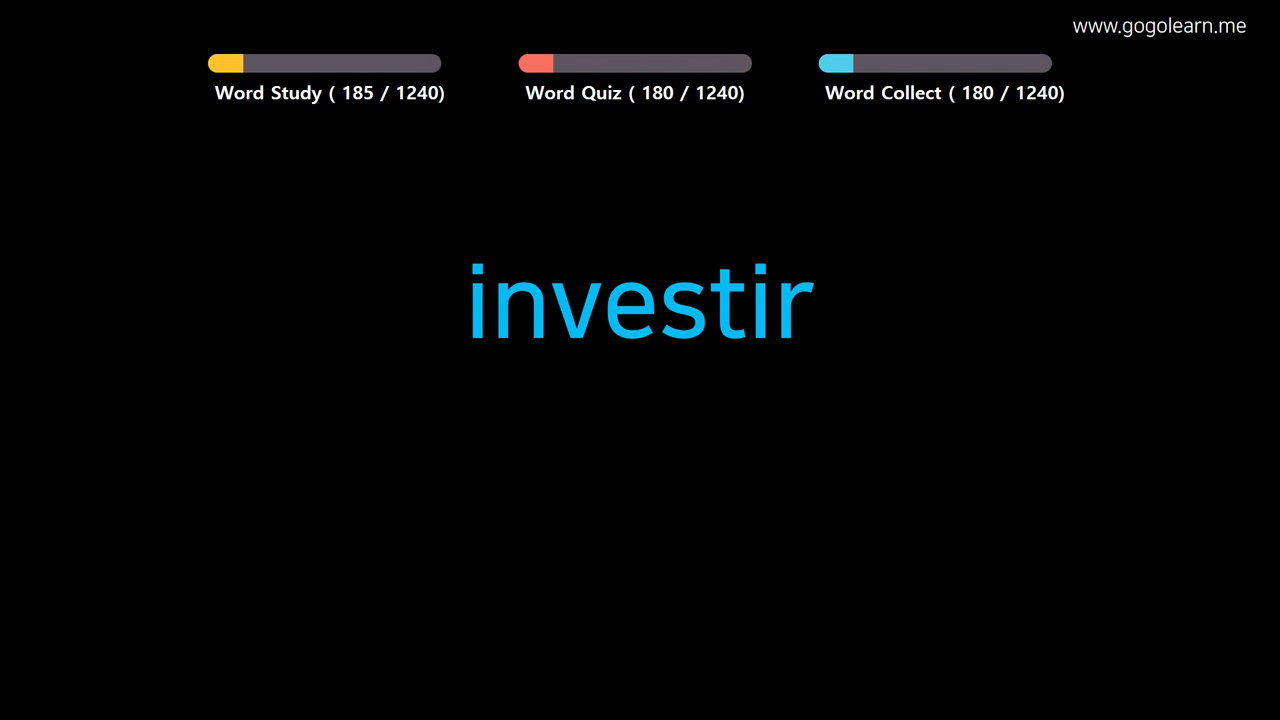 www.gogolearn.me
Word Study ( 185 / 1240)
Word Quiz ( 180 / 1240)
Word Collect ( 180 / 1240)
investir